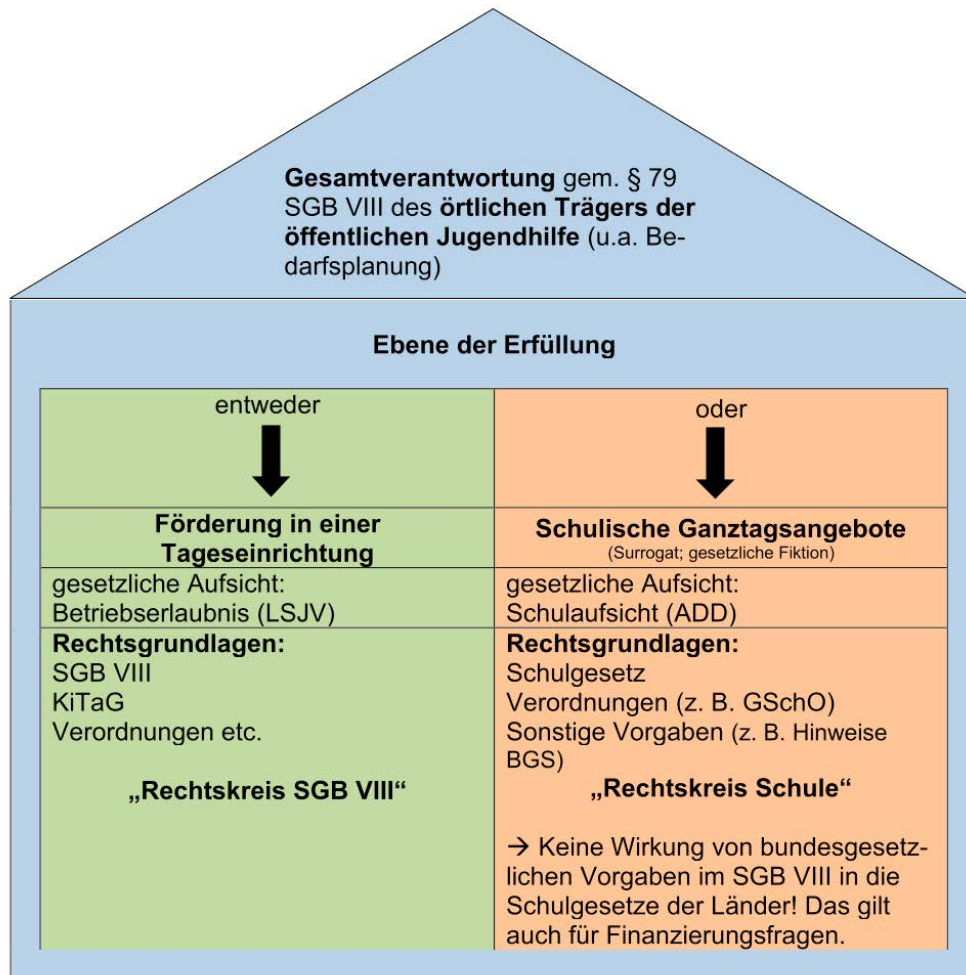 Gesamtverantwortung gem. § 79
SGB VIII des örtlichen Trägers der
öffentlichen Jugendhilfe (u.a. Be-
darfsplanung)
Ebene der Erfüllung
entweder
Förderung in einer
Tageseinrichtung
gesetzliche Aufsicht:
Betriebserlaubnis (LSJV)
Rechtsgrundlagen:
SGB VIII
KiTaG
Verordnungen etc.
„Rechtskreis SGB VIII“
oder
Schulische Ganztagsangebote
(Surrogat; gesetzliche Fiktion)
gesetzliche Aufsicht:
Schulaufsicht (ADD)
Rechtsgrundlagen:
Schulgesetz
Verordnungen (z. B. GSchO)
Sonstige Vorgaben (z. B. Hinweise
BGS)
„Rechtskreis Schule“
→ Keine Wirkung von bundesgesetz-
lichen Vorgaben im SGB VIII in die
Schulgesetze der Länder! Das gilt
auch für Finanzierungsfragen.